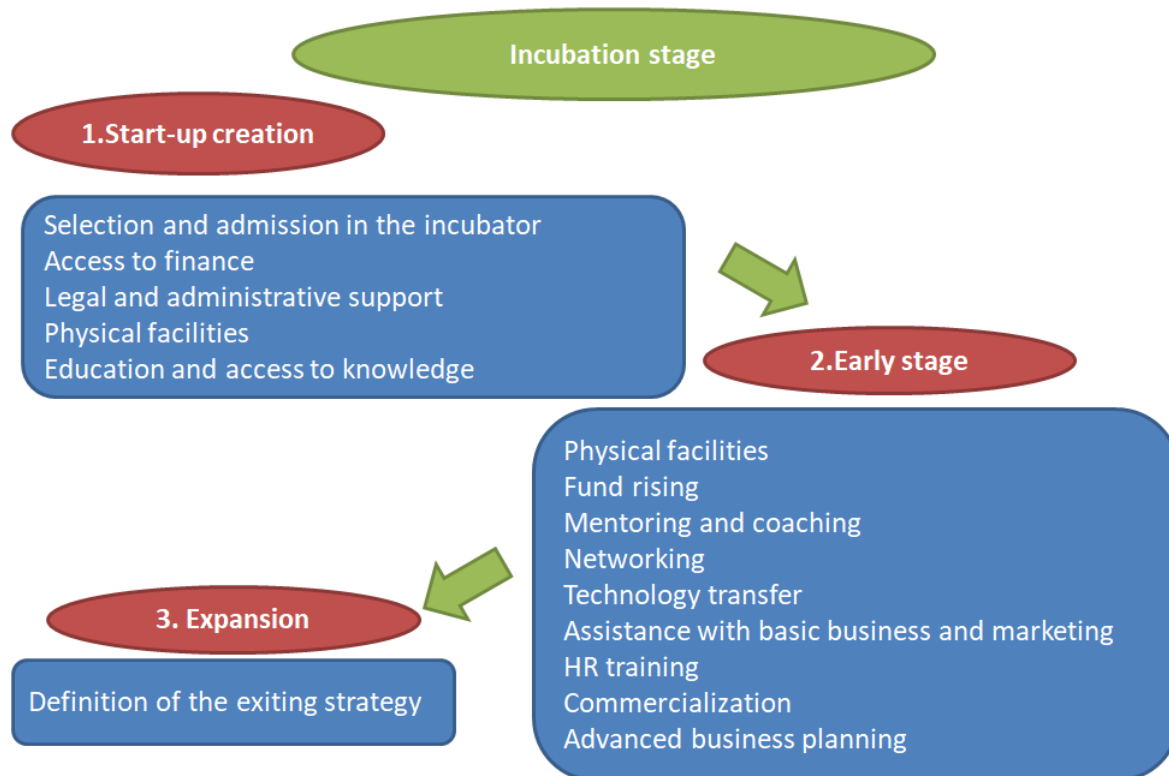 Incubation stage
1.Start-up creation
Selection and admission in the incubator
Access to finance
Legal and administrative support
Physical facilities
Education and access to knowledge
2.Early stage
Physical facilities
Fund rising
Mentoring and coaching
Networking
Technology transfer
Assistance with basic business and marketing
HR training
Commercialization
Advanced business planning
3. Expansion
Definition of the exiting strategy